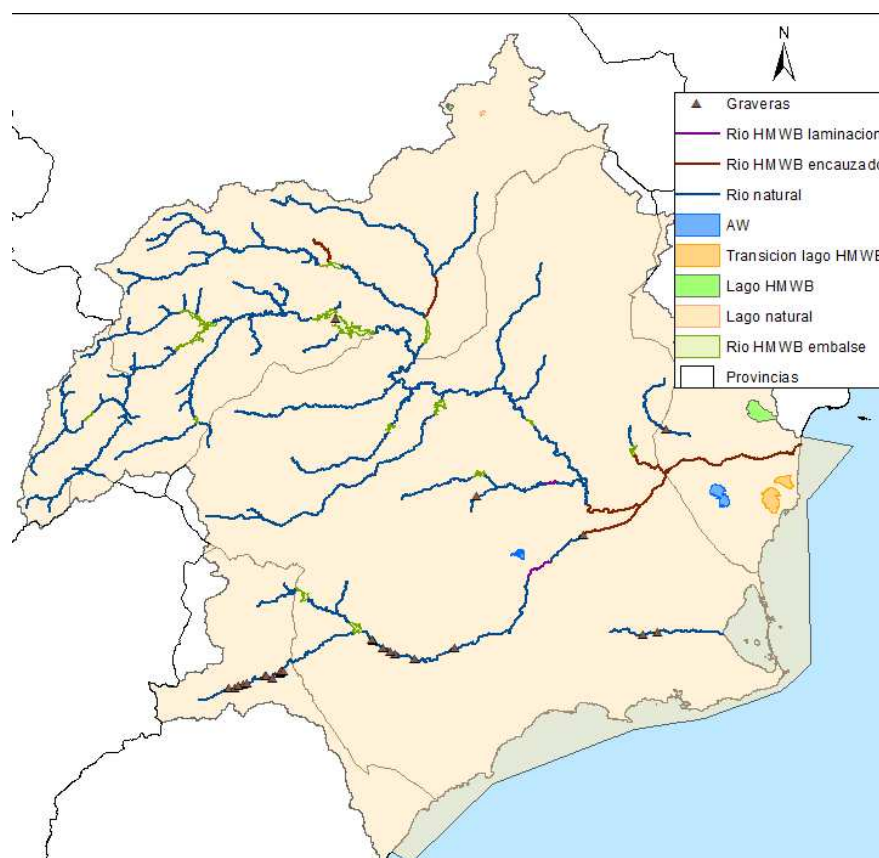 N
Graveras
Rio HMWB laminacion
Rio HMWB encauzado
Rio natural
AW
Transicion lago HMWB
Lago HMWB
Lago natural
Rio HMWB embalse
Provincias